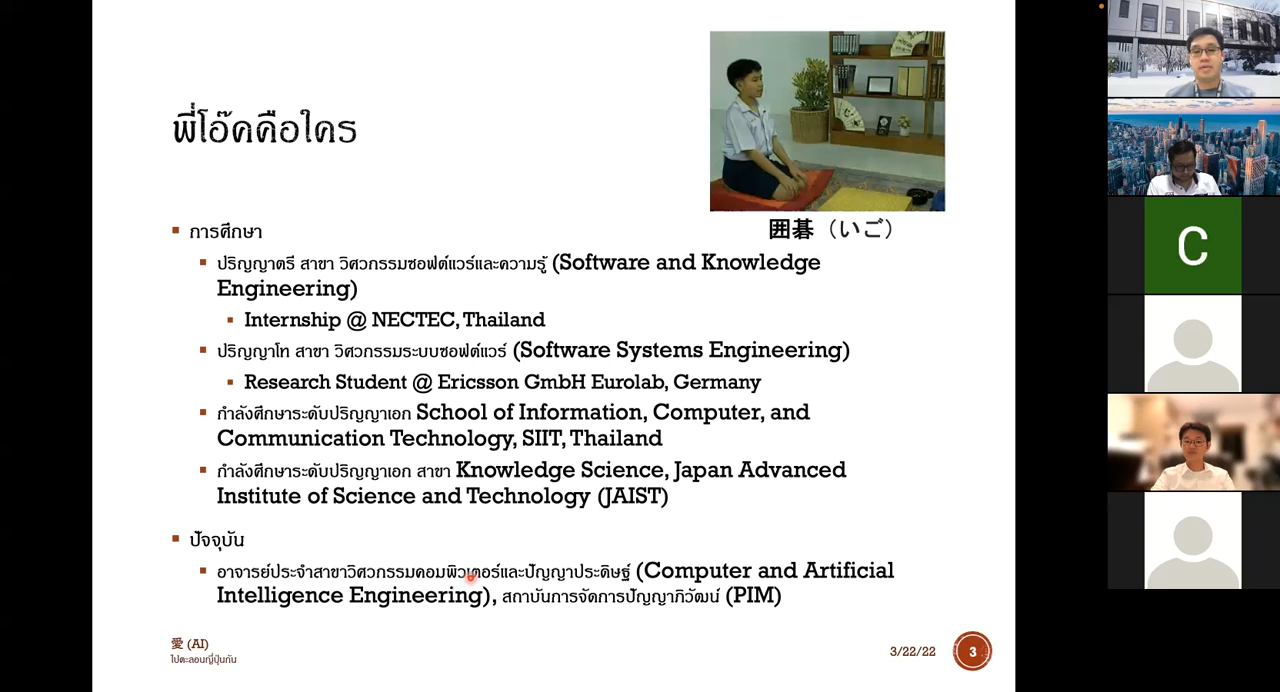 พี่โอ๊คคือใคร
囲碁（いご）
▪ การศึกษา
▪ ปริญญาตรี สาขา วิศวกรรมซอฟต์แวร์และความรู้ (Software and Knowledge
Engineering)
▪ Internship @ NECTEC, Thailand
▪ ปริญญาโท สาขา วิศวกรรมระบบซอฟต์แวร์ (Software Systems Engineering)
▪ Research Student @ Ericsson GmbH Eurolab, Germany
▪ กำลังศึกษาระดับปริญญาเอก School of Information, Computer, and
Communication Technology, SIIT, Thailand
▪ กำลังศึกษาระดับปริญญาเอก สาขา Knowledge Science, Japan Advanced
Institute of Science and Technology (JAIST)
▪ ปัจจุบัน
▪ อาจารย์ประจำสาขาวิศวกรรมคอมพิวเตอร์และปัญญาประดิษฐ์ (Computer and Artificial
Intelligence Engineering), สถาบันการจัดการปัญญาภิวัฒน์ (PIM)
愛 (AI)
ไปตะลอนญี่ปุ่นกัน
3/22/22
3
C